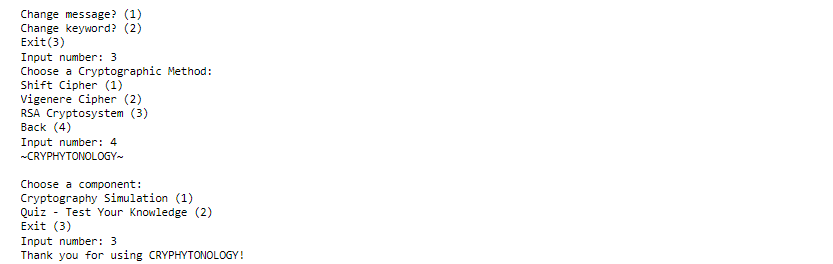 Change message? (1)
Change keyword? (2)
Exit(3)
Input number: 3
Choose a Cryptographic Method:
Shift Cipher (1)
Vigenere Cipher (2)
RSA Cryptosystem (3)
Back (4)
Input number: 4
~CRYPHYTONOLOGY~
Choose a component:
Cryptography Simulation (1)
Quiz - Test Your Knowledge (2)
Exit (3)
Input number: 3
Thank you for using CRYPHYTONOLOGY!